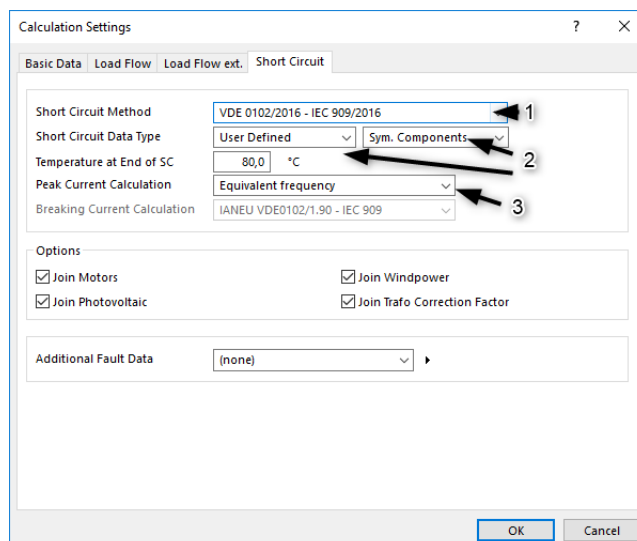 Calculation Settings ? ×
Basic Data Load Flow Load Flow ext. Short Circuit
Short Circuit Method VDE 0102/2016 - IEC 909/2016 1
Short Circuit Data Type User Defined Sym. Components 2
Temperature at End of SC 80,0 °C
Peak Current Calculation Equivalent frequency 3
Breaking Current Calculation IANEU VDE0102/1.90 - IEC 909
Options
Join Motors Join Windpower
Join Photovoltaic Join Trafo Correction Factor
Additional Fault Data (none)
OK Cancel